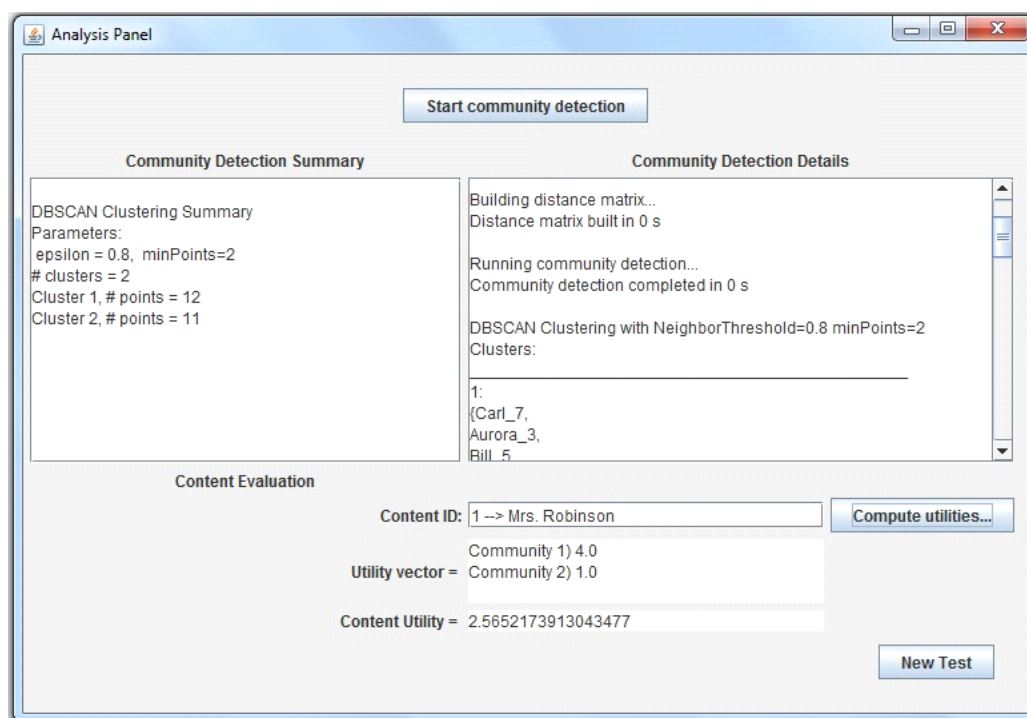 Analysis Panel
Start community detection
Community Detection Summary
DBSCAN Clustering Summary
Parameters:
epsilon = 0.8, minPoints=2
# clusters = 2
Cluster 1, # points = 12
Cluster 2, # points = 11
Community Detection Details
Building distance matrix...
Distance matrix built in 0 s
Running community detection...
Community detection completed in 0 s
DBSCAN Clustering with NeighborThreshold=0.8 minPoints=2
Clusters:
1:
{Carl_7,
Aurora_3,
Bill_5
Content Evaluation
Content ID: 1 --> Mrs. Robinson
Compute utilities...
Utility vector =
Community 1) 4.0
Community 2) 1.0
Content Utility = 2.5652173913043477
New Test